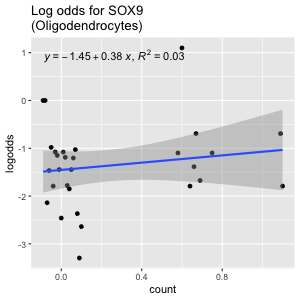 Log odds for SOX9
(Oligodendrocytes)
y = −1.45 + 0.38 x, R² = 0.03
1
0
-1
-2
-3
logodds
0.0 0.4 0.8
count